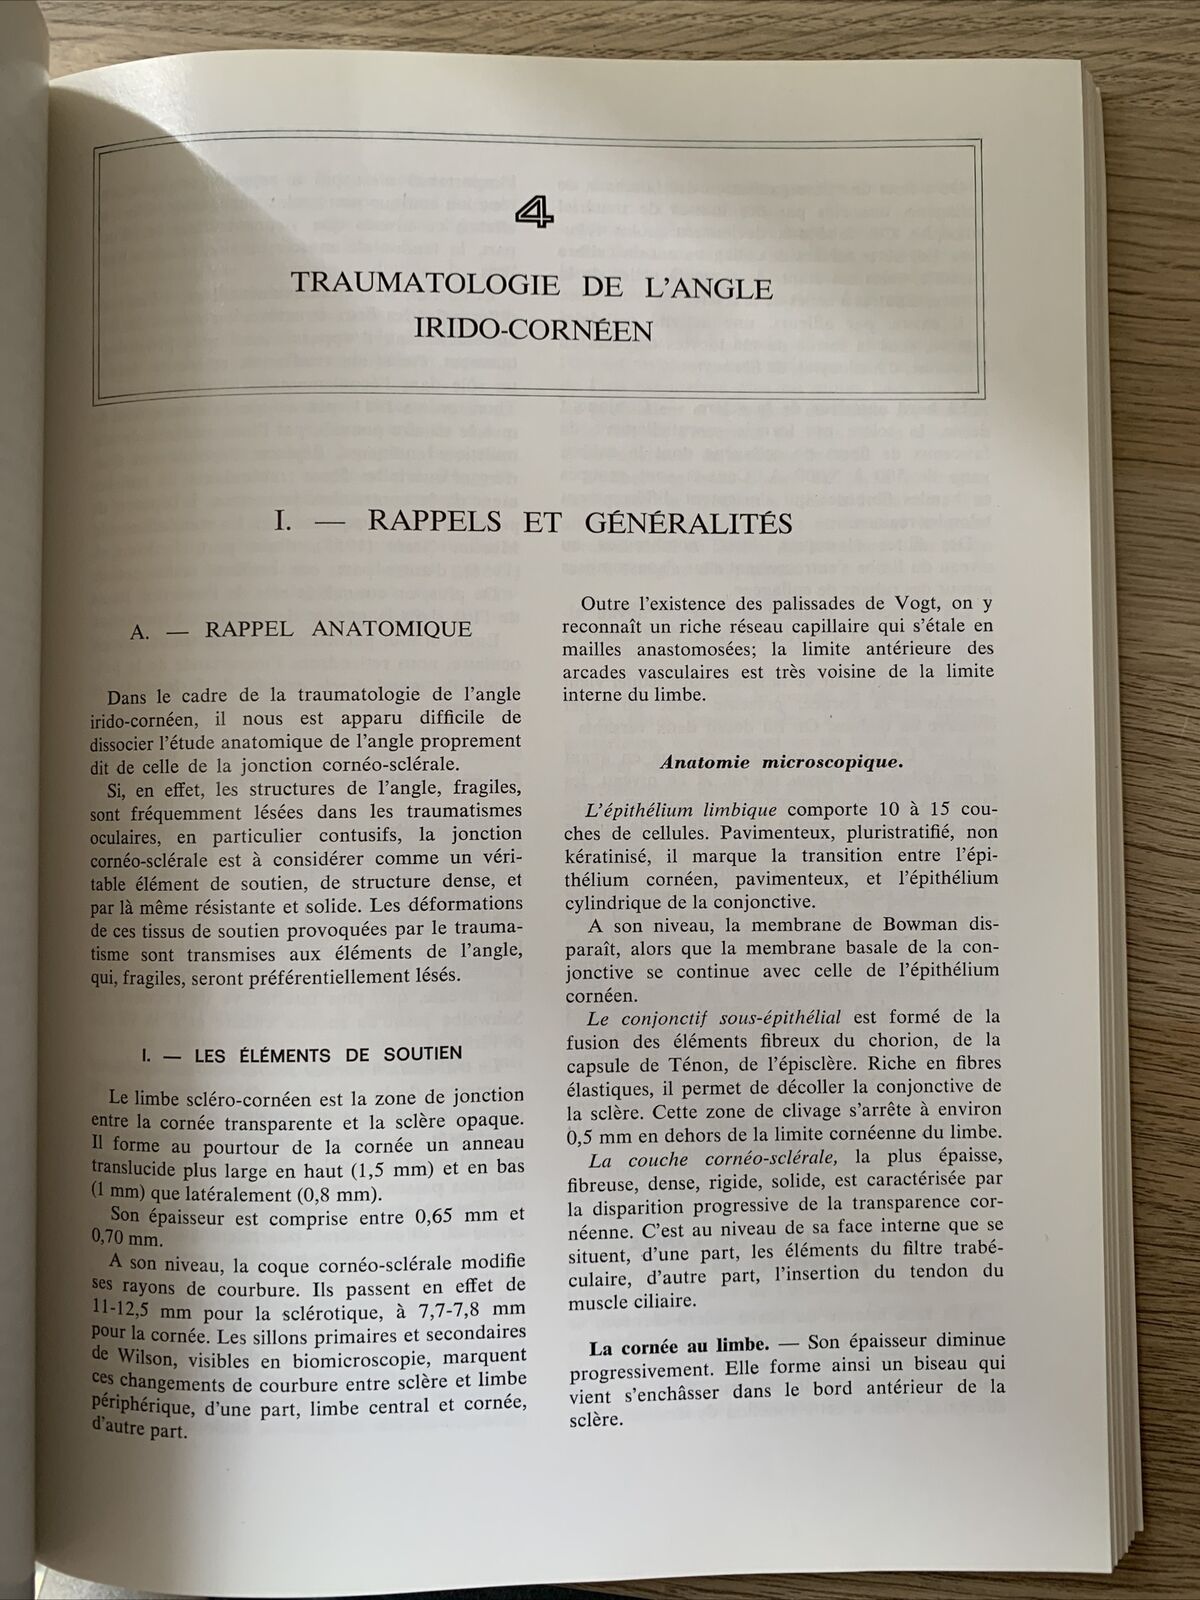 4
TRAUMATOLOGIE DE L'ANGLE
IRIDO-CORNÉEN
I. — RAPPELS ET GÉNÉRALITÉS
A. — RAPPEL ANATOMIQUE
Dans le cadre de la traumatologie de l'angle
irido-cornéen, il nous est apparu difficile de
dissocier l'étude anatomique de l'angle proprement
dit de celle de la jonction cornéo-sclérale.
Si, en effet, les structures de l'angle, fragiles,
sont fréquemment lésées dans les traumatismes
oculaires, en particulier contusifs, la jonction
cornéo-sclérale est à considérer comme un véri-
table élément de soutien, de structure dense, et
par là même résistante et solide. Les déformations
de ces tissus de soutien provoquées par le trauma-
tisme sont transmises aux éléments de l'angle,
qui, fragiles, seront préférentiellement lésés.
I. — LES ÉLÉMENTS DE SOUTIEN
Le limbe scléro-cornéen est la zone de jonction
entre la cornée transparente et la sclère opaque.
Il forme au pourtour de la cornée un anneau
translucide plus large en haut (1,5 mm) et en bas
(1 mm) que latéralement (0,8 mm).
Son épaisseur est comprise entre 0,65 mm et
0,70 mm.
A son niveau, la coque cornéo-sclérale modifie
ses rayons de courbure. Ils passent en effet de
11-12,5 mm pour la sclérotique, à 7,7-7,8 mm
pour la cornée. Les sillons primaires et secondaires
de Wilson, visibles en biomicroscopie, marquent
ces changements de courbure entre sclère et limbe
périphérique, d'une part, limbe central et cornée,
d'autre part.
Outre l'existence des palissades de Vogt, on y
reconnaît un riche réseau capillaire qui s'étale en
mailles anastomosées; la limite antérieure des
arcades vasculaires est très voisine de la limite
interne du limbe.
Anatomie microscopique.
L'épithélium limbique comporte 10 à 15 cou-
ches de cellules. Pavimenteux, pluristratifié, non
kératinisé, il marque la transition entre l'épi-
thélium cornéen, pavimenteux, et l'épithélium
cylindrique de la conjonctive.
A son niveau, la membrane de Bowman dis-
paraît, alors que la membrane basale de la con-
jonctive se continue avec celle de l'épithélium
cornéen.
Le conjonctif sous-épithélial est formé de la
fusion des éléments fibreux du chorion, de la
capsule de Ténon, de l'épisclère. Riche en fibres
élastiques, il permet de décoller la conjonctive de
la sclère. Cette zone de clivage s'arrête à environ
0,5 mm en dehors de la limite cornéenne du limbe.
La couche cornéo-sclérale, la plus épaisse,
fibreuse, dense, rigide, solide, est caractérisée par
la disparition progressive de la transparence cor-
néenne. C'est au niveau de sa face interne que se
situent, d'une part, les éléments du filtre trabé-
culaire, d'autre part, l'insertion du tendon du
muscle ciliaire.
La cornée au limbe. — Son épaisseur diminue
progressivement. Elle forme ainsi un biseau qui
vient s'enchâsser dans le bord antérieur de la
sclère.